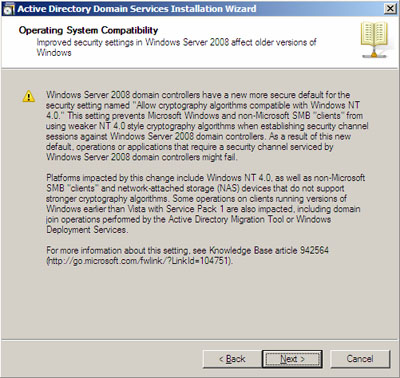 Active Directory Domain Services Installation Wizard
Operating System Compatibility
Improved security settings in Windows Server 2008 affect older versions of
Windows
Windows Server 2008 domain controllers have a new more secure default for the
security setting named "Allow cryptography algorithms compatible with Windows NT
4.0." This setting prevents Microsoft Windows and non-Microsoft SMB "clients" from
using weaker NT 4.0 style cryptography algorithms when establishing security channel
sessions against Windows Server 2008 domain controllers. As a result of this new
default, operations or applications that require a security channel serviced by
Windows Server 2008 domain controllers might fail.
Platforms impacted by this change include Windows NT 4.0, as well as non-Microsoft
SMB "clients" and network-attached storage (NAS) devices that do not support
stronger cryptography algorithms. Some operations on clients running versions of
Windows earlier than Vista with Service Pack 1 are also impacted, including domain
join operations performed by the Active Directory Migration Tool or Windows
Deployment Services.
For more information about this setting, see Knowledge Base article 942564
(http://go.microsoft.com/fwlink/?LinkId=104751).
< Back
Next >
Cancel